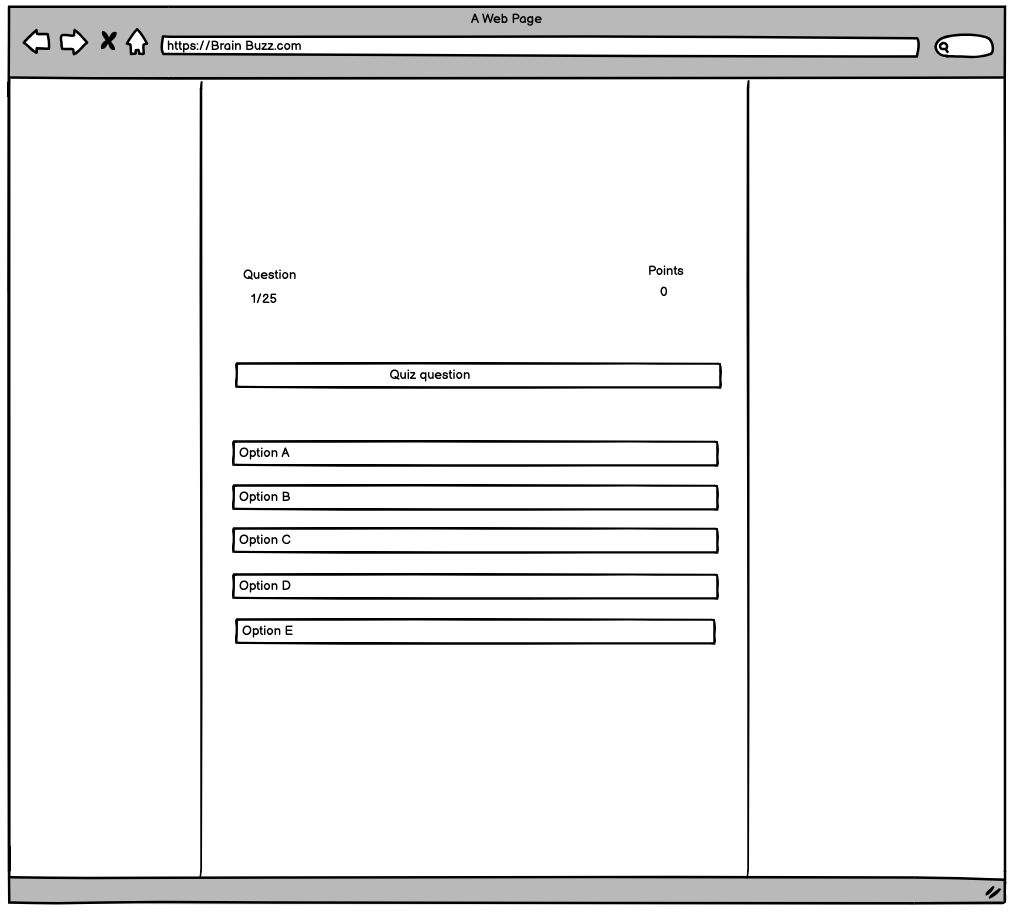 A Web Page
https://Brain Buzz.com
Question
1/25
Points
0
Quiz question
Option A
Option B
Option C
Option D
Option E